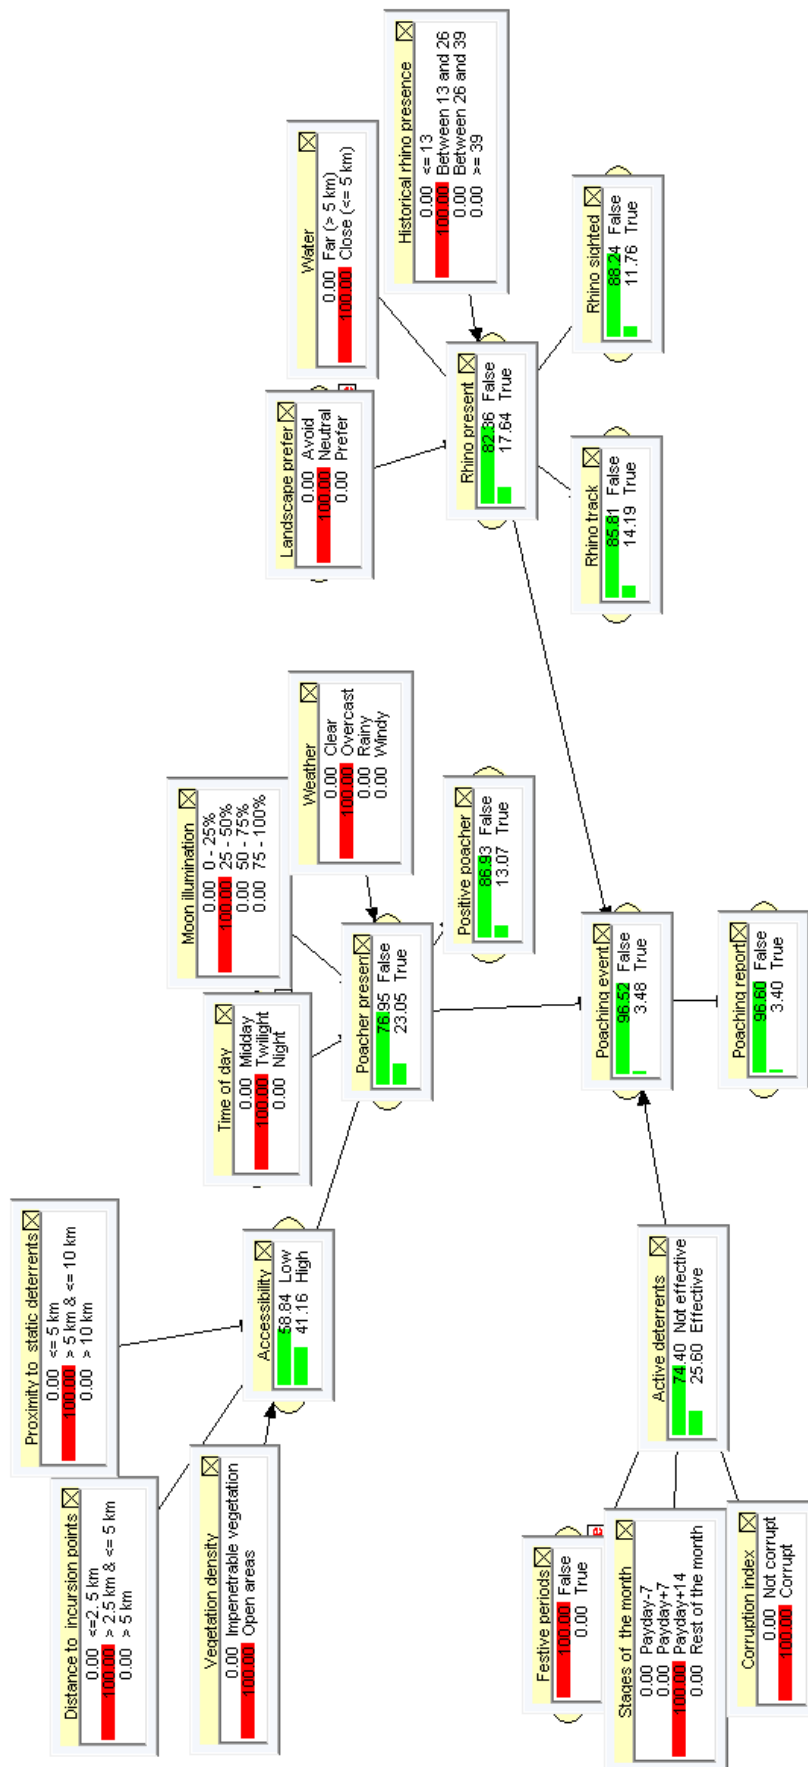 Proximity to static deterrents
0.00 <= 5 km
100.00 > 5 km & <= 10 km
0.00 > 10 km
Distance to incursion points
0.00 <=2. 5 km
100.00 > 2.5 km & <= 5 km
0.00 > 5 km
Vegetation density
0.00 Impenetrable vegetation
100.00 Open areas
Accessibility
58.84 Low
41.16 High
Time of day
0.00 Midday
100.00 Twilight
0.00 Night
Moon illumination
0.00 0 - 25%
100.00 25 - 50%
0.00 50 - 75%
0.00 75 - 100%
Weather
0.00 Clear
100.00 Overcast
0.00 Rainy
0.00 Windy
Poacher present
76.95 False
23.05 True
Positive poacher
86.93 False
13.07 True
Landscape prefer
0.00 Avoid
100.00 Neutral
0.00 Prefer
Water
0.00 Far (> 5 km)
100.00 Close (<= 5 km)
Historical rhino presence
0.00 <= 13
100.00 Between 13 and 26
0.00 Between 26 and 39
0.00 >= 39
e
Rhino present
82.36 False
17.64 True
Rhino track
85.81 False
14.19 True
Rhino sighted
88.24 False
11.76 True
Festive periods
100.00 False
0.00 True
e
Stages of the month
0.00 Payday-7
0.00 Payday+7
100.00 Payday+14
0.00 Rest of the month
Corruption index
0.00 Not corrupt
100.00 Corrupt
Active deterrents
74.40 Not effective
25.60 Effective
Poaching event
96.52 False
3.48 True
Poaching report
96.60 False
3.40 True